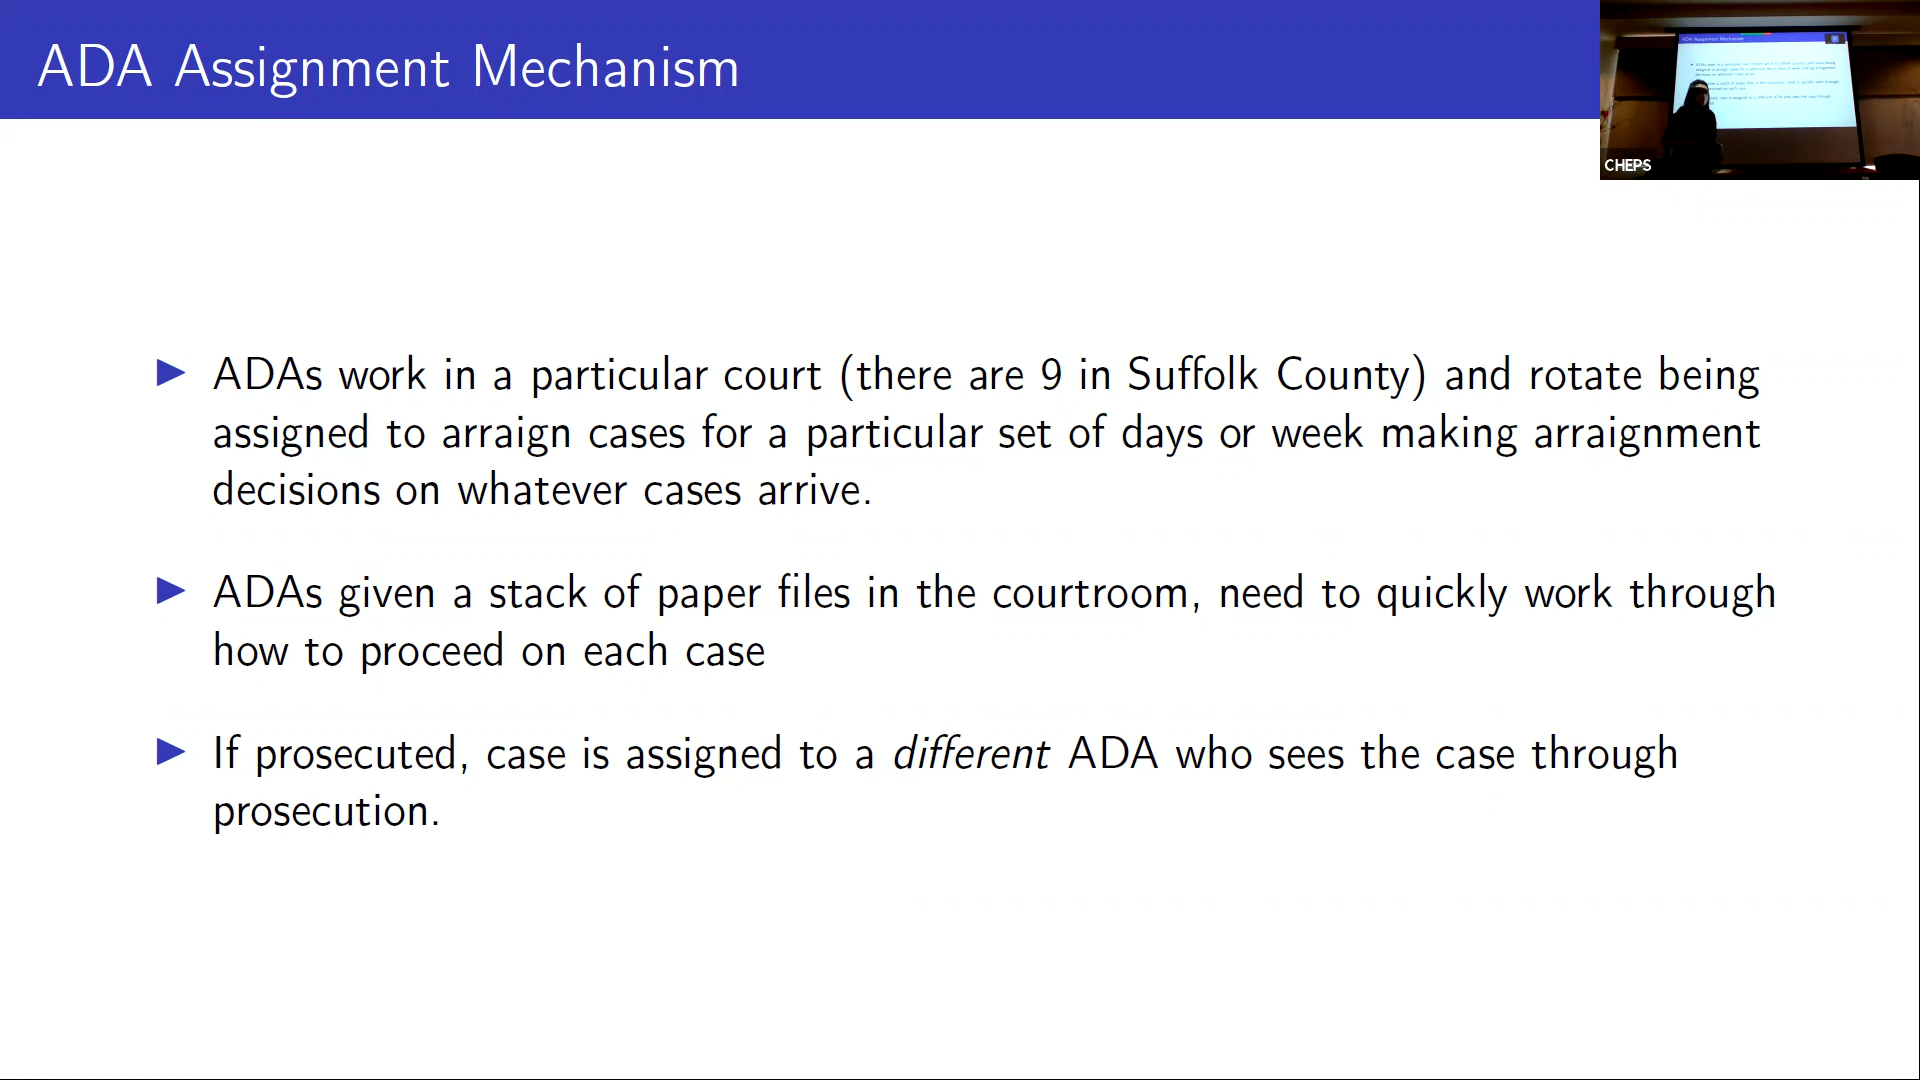 ADA Assignment Mechanism
CHEPS
ADAs work in a particular court (there are 9 in Suffolk County) and rotate being
assigned to arraign cases for a particular set of days or week making arraignment
decisions on whatever cases arrive.
ADAs given a stack of paper files in the courtroom, need to quickly work through
how to proceed on each case
If prosecuted, case is assigned to a different ADA who sees the case through
prosecution.